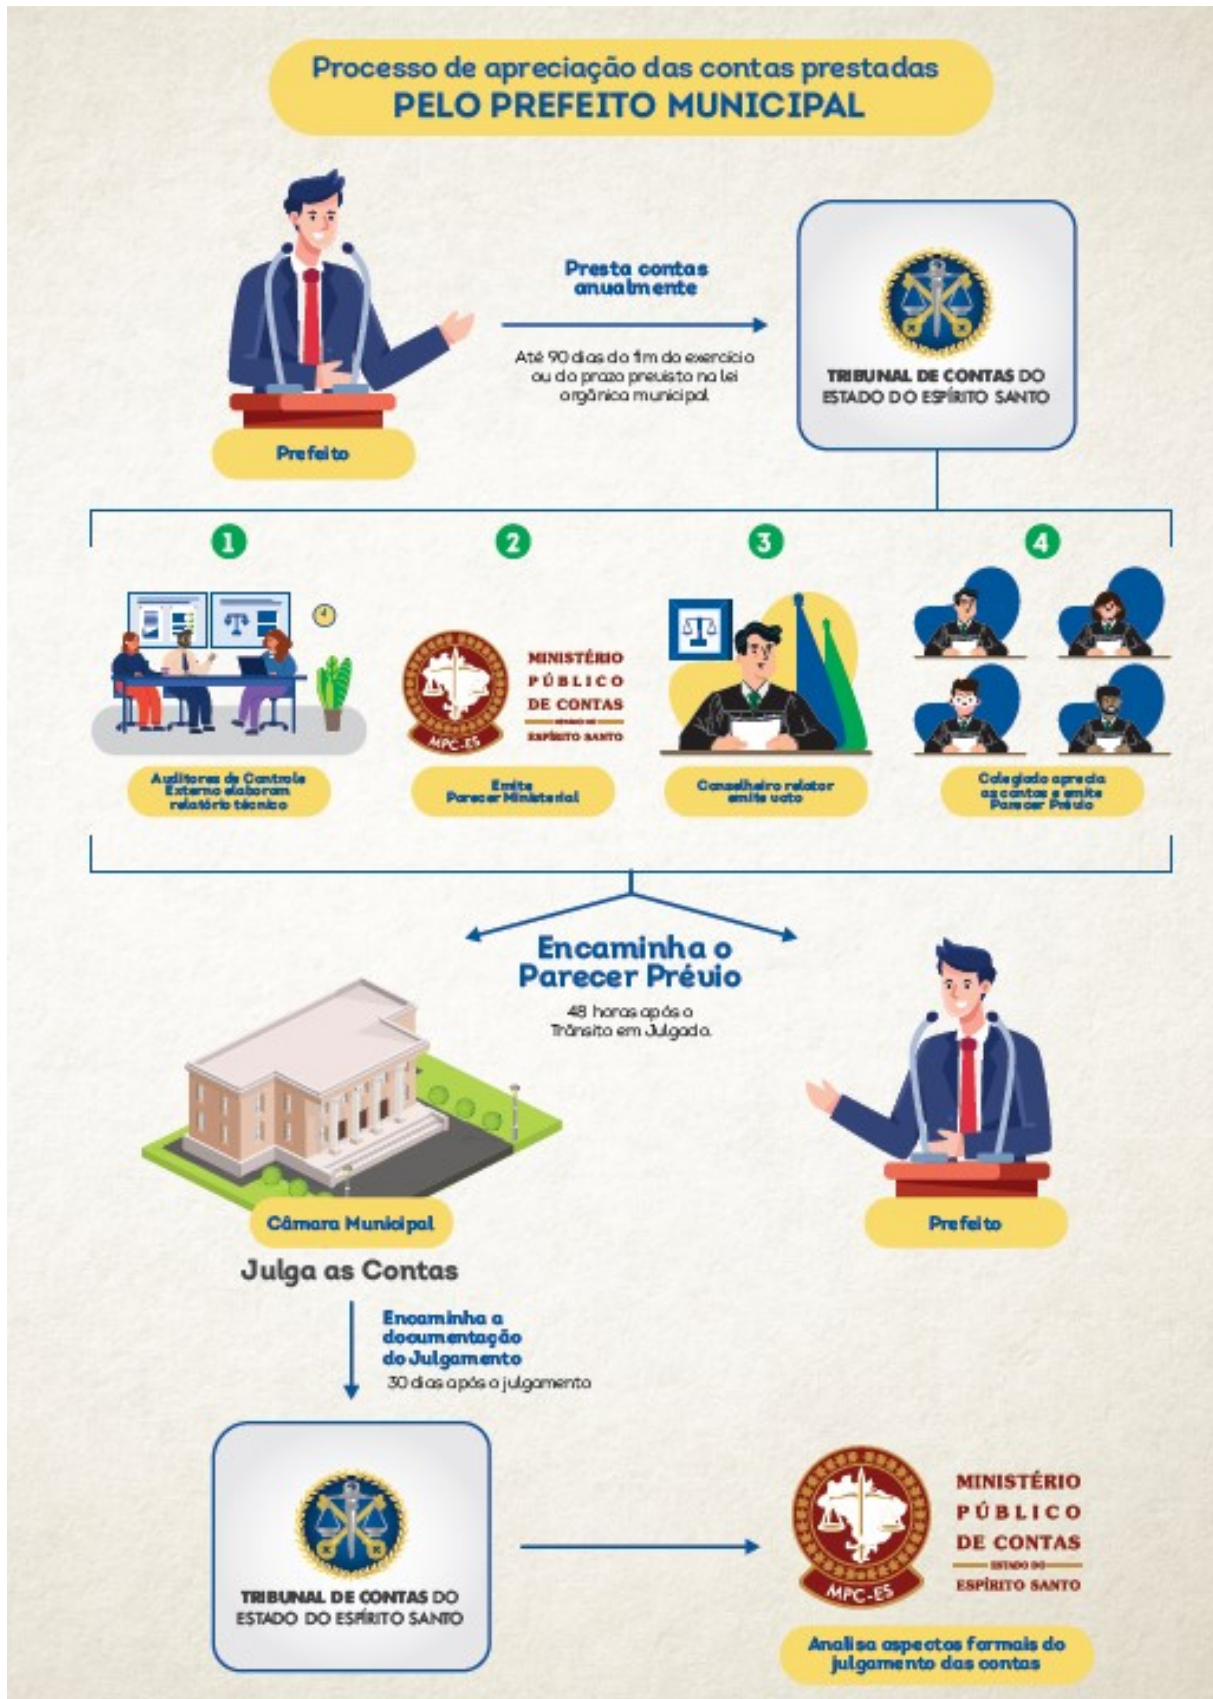 Processo de apreciação das contas prestadas
PELO PREFEITO MUNICIPAL
Presta contas
anualmente
Até 90 dias do fim do exercício
ou do prazo previsto na lei
orgânica municipal
TRIBUNAL DE CONTAS DO
ESTADO DO ESPÍRITO SANTO
Prefeito
1
2
3
4
MINISTÉRIO
PÚBLICO
DE CONTAS
ESTADO DO
ESPÍRITO SANTO
MPC-ES
Auditores de Controle
Externo elaboram
relatório técnico
Emite
Parecer Ministerial
Conselheiro relator
emite voto
Colegiado aprecia
as contas e emite
Parecer Prévio
Encaminha o
Parecer Prévio
48 horas após o
Trânsito em Julgado.
Câmara Municipal
Prefeito
Julga as Contas
Encaminha a
documentação
do Julgamento
30 dias após o julgamento
TRIBUNAL DE CONTAS DO
ESTADO DO ESPÍRITO SANTO
MINISTÉRIO
PÚBLICO
DE CONTAS
ESTADO DO
ESPÍRITO SANTO
MPC-ES
Analisa aspectos formais do
julgamento das contas